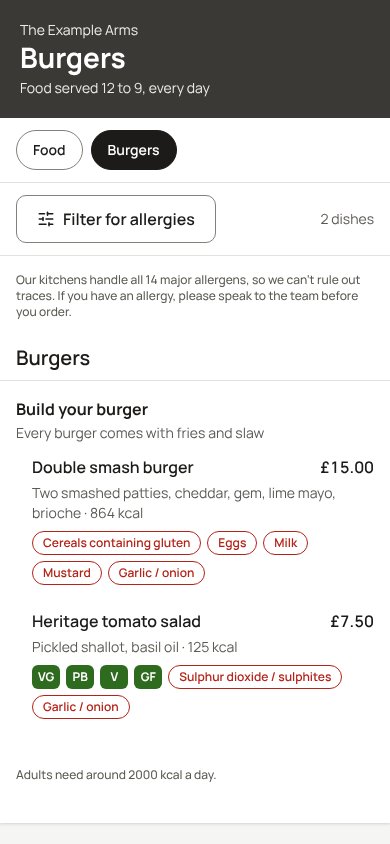 The Example Arms
Burgers
Food served 12 to 9, every day
Food
Burgers
Filter for allergies
2 dishes
Our kitchens handle all 14 major allergens, so we can't rule out
traces. If you have an allergy, please speak to the team before
you order.
Burgers
Build your burger
Every burger comes with fries and slaw
Double smash burger £15.00
Two smashed patties, cheddar, gem, lime mayo,
brioche · 864 kcal
Cereals containing gluten Eggs Milk
Mustard Garlic / onion
Heritage tomato salad £7.50
Pickled shallot, basil oil · 125 kcal
VG PB V GF Sulphur dioxide / sulphites
Garlic / onion
Adults need around 2000 kcal a day.